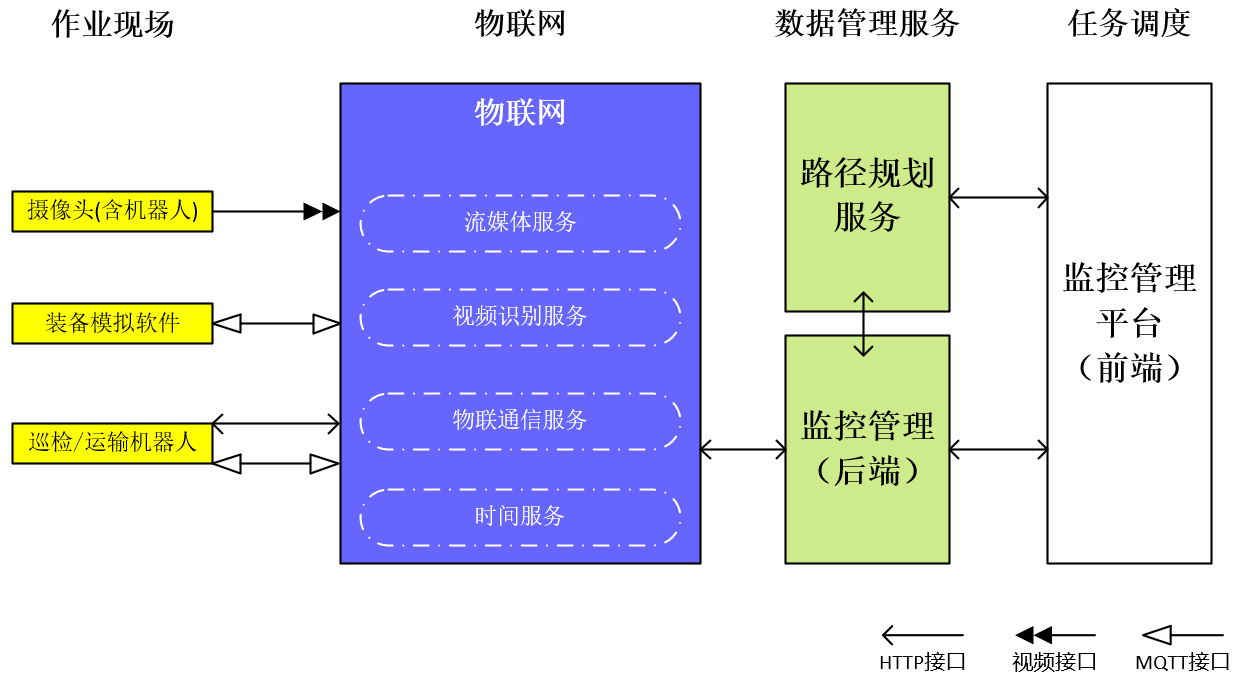 作业现场
物联网
数据管理服务
任务调度
物联网
摄像头(含机器人)
流媒体服务
装备模拟软件
视频识别服务
巡检/运输机器人
物联通信服务
时间服务
路径规划
服务
监控管理
（后端）
监控管理
平台
（前端）
HTTP接口
视频接口
MQTT接口